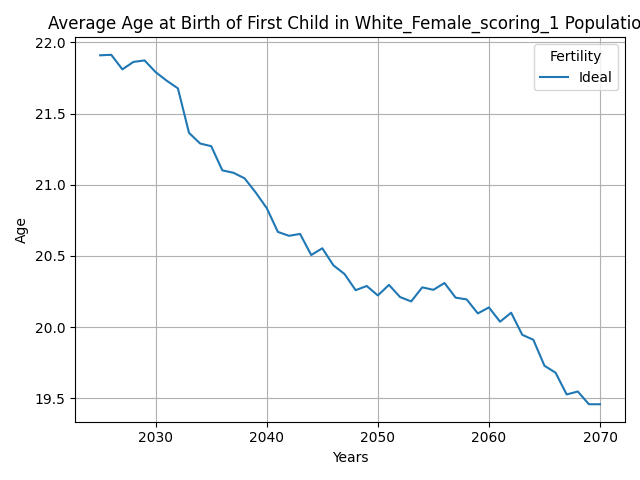 Average Age at Birth of First Child in White_Female_scoring_1 Populatio
22.0
21.5
21.0
20.5
20.0
19.5
Age
Fertility
Ideal
2030
2040
2050
2060
2070
Years